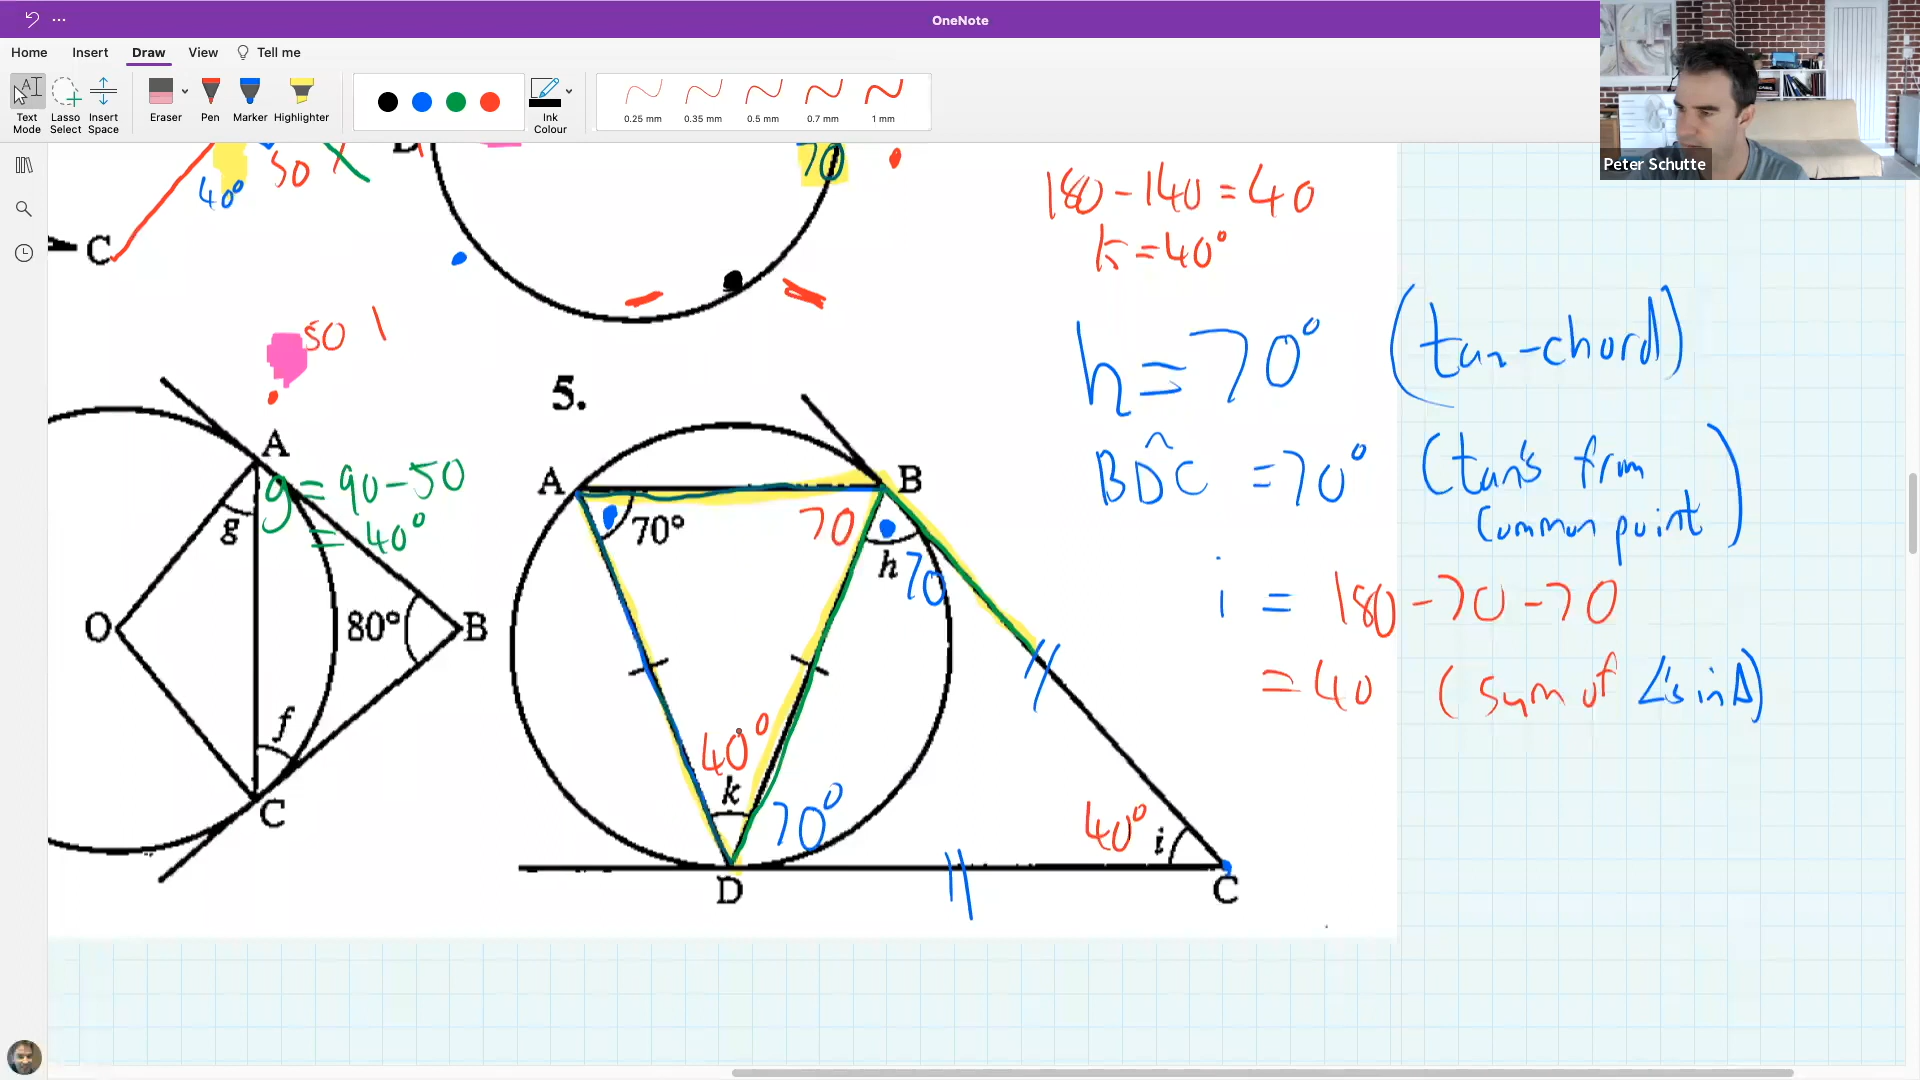 OneNote
Home Insert Draw View Tell me
Text Mode
Lasso Select
Insert Space
Eraser
Pen
Marker
Highlighter
Ink Colour
0.25 mm
0.35 mm
0.5 mm
0.7 mm
1 mm
Peter Schutte
40°
50
C
70
180 - 140 = 40
k = 40°
50
h = 70° (tan-chord)
BD̂C = 70° (tan's from common point)
i = 180 - 70 - 70
= 40 (sum of ∠'s in Δ)
A
g = 90 - 50
= 40°
g
O
80°
B
f
C
5.
A
B
70°
70
h
70
40°
k
70°
40°
i
D
C